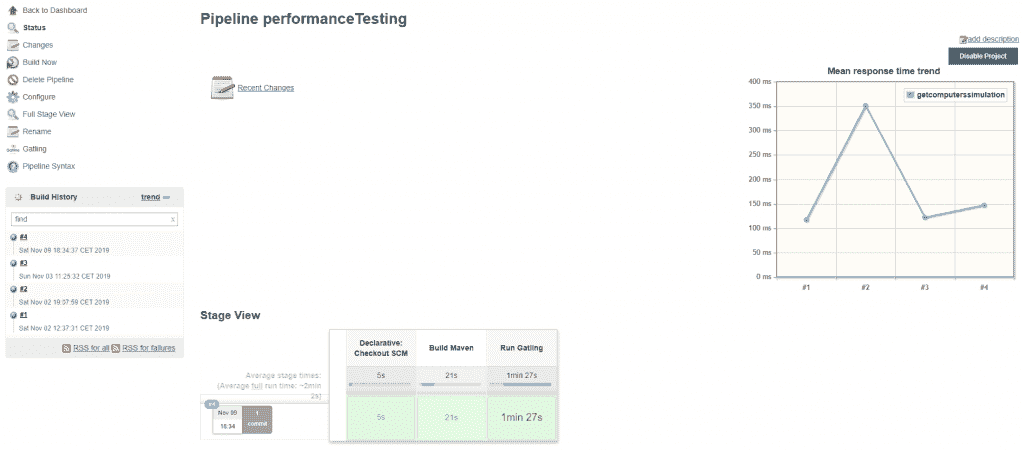 Back to Dashboard
Status
Changes
Build Now
Delete Pipeline
Configure
Full Stage View
Rename
Gatling
Pipeline Syntax
Build History
trend
find
x
#4
Sat Nov 09 18:34:37 CET 2019
#3
Sun Nov 03 11:25:32 CET 2019
#2
Sat Nov 02 19:07:59 CET 2019
#1
Sat Nov 02 12:37:31 CET 2019
RSS for all
RSS for failures
Pipeline performanceTesting
Recent Changes
add description
Disable Project
Mean response time trend
getcomputerssimulation
400 ms
350 ms
300 ms
250 ms
200 ms
150 ms
100 ms
50 ms
0 ms
#1
#2
#3
#4
Stage View
Declarative:
Checkout SCM
Build Maven
Run Gatling
Average stage times:
(Average full run time: ~2min
2s)
5s
21s
1min 27s
#4
Nov 09
18:34
1
commit
5s
21s
1min 27s